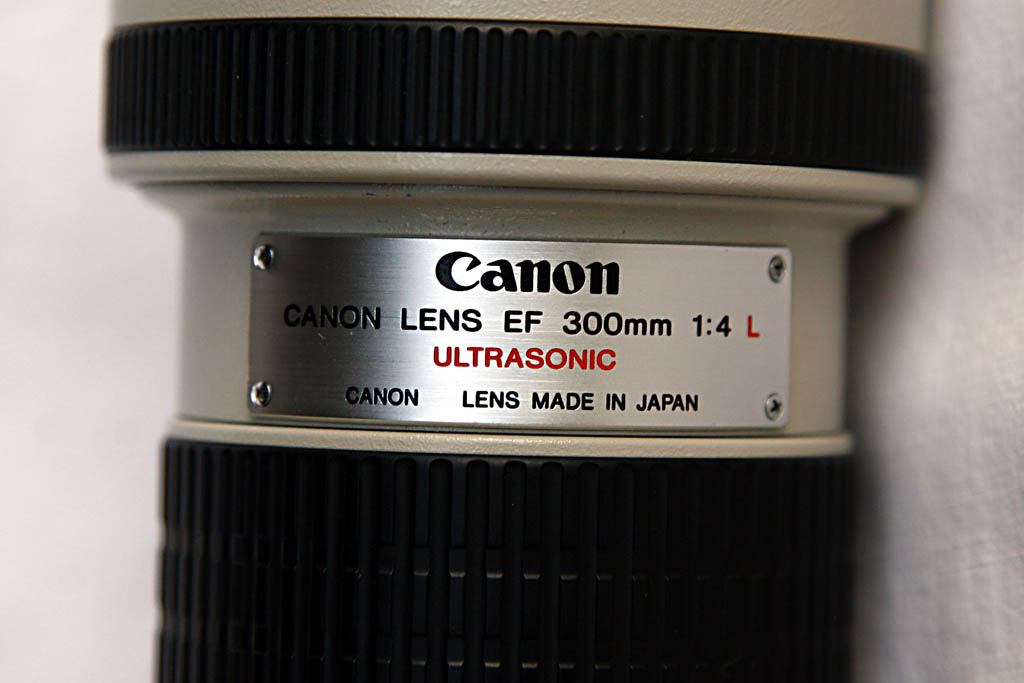 Canon
CANON LENS EF 300mm 1:4 L
ULTRASONIC
CANON LENS MADE IN JAPAN